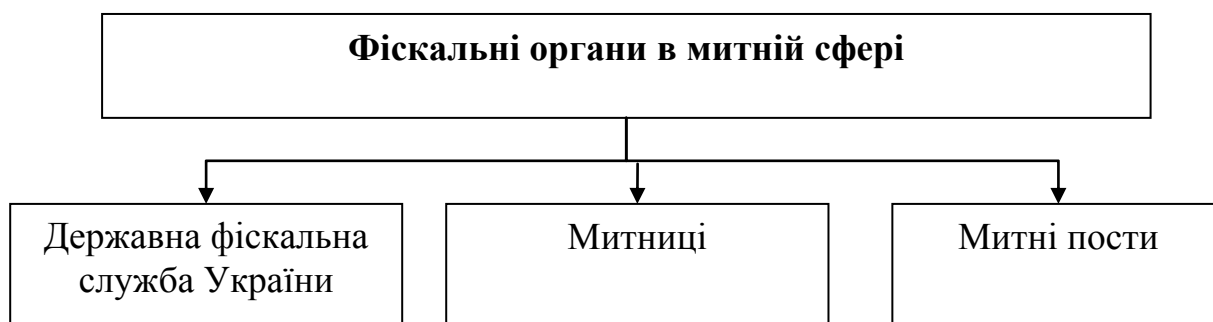 Фіскальні органи в митній сфері
Державна фіскальна
служба України
Митниці
Митні пости